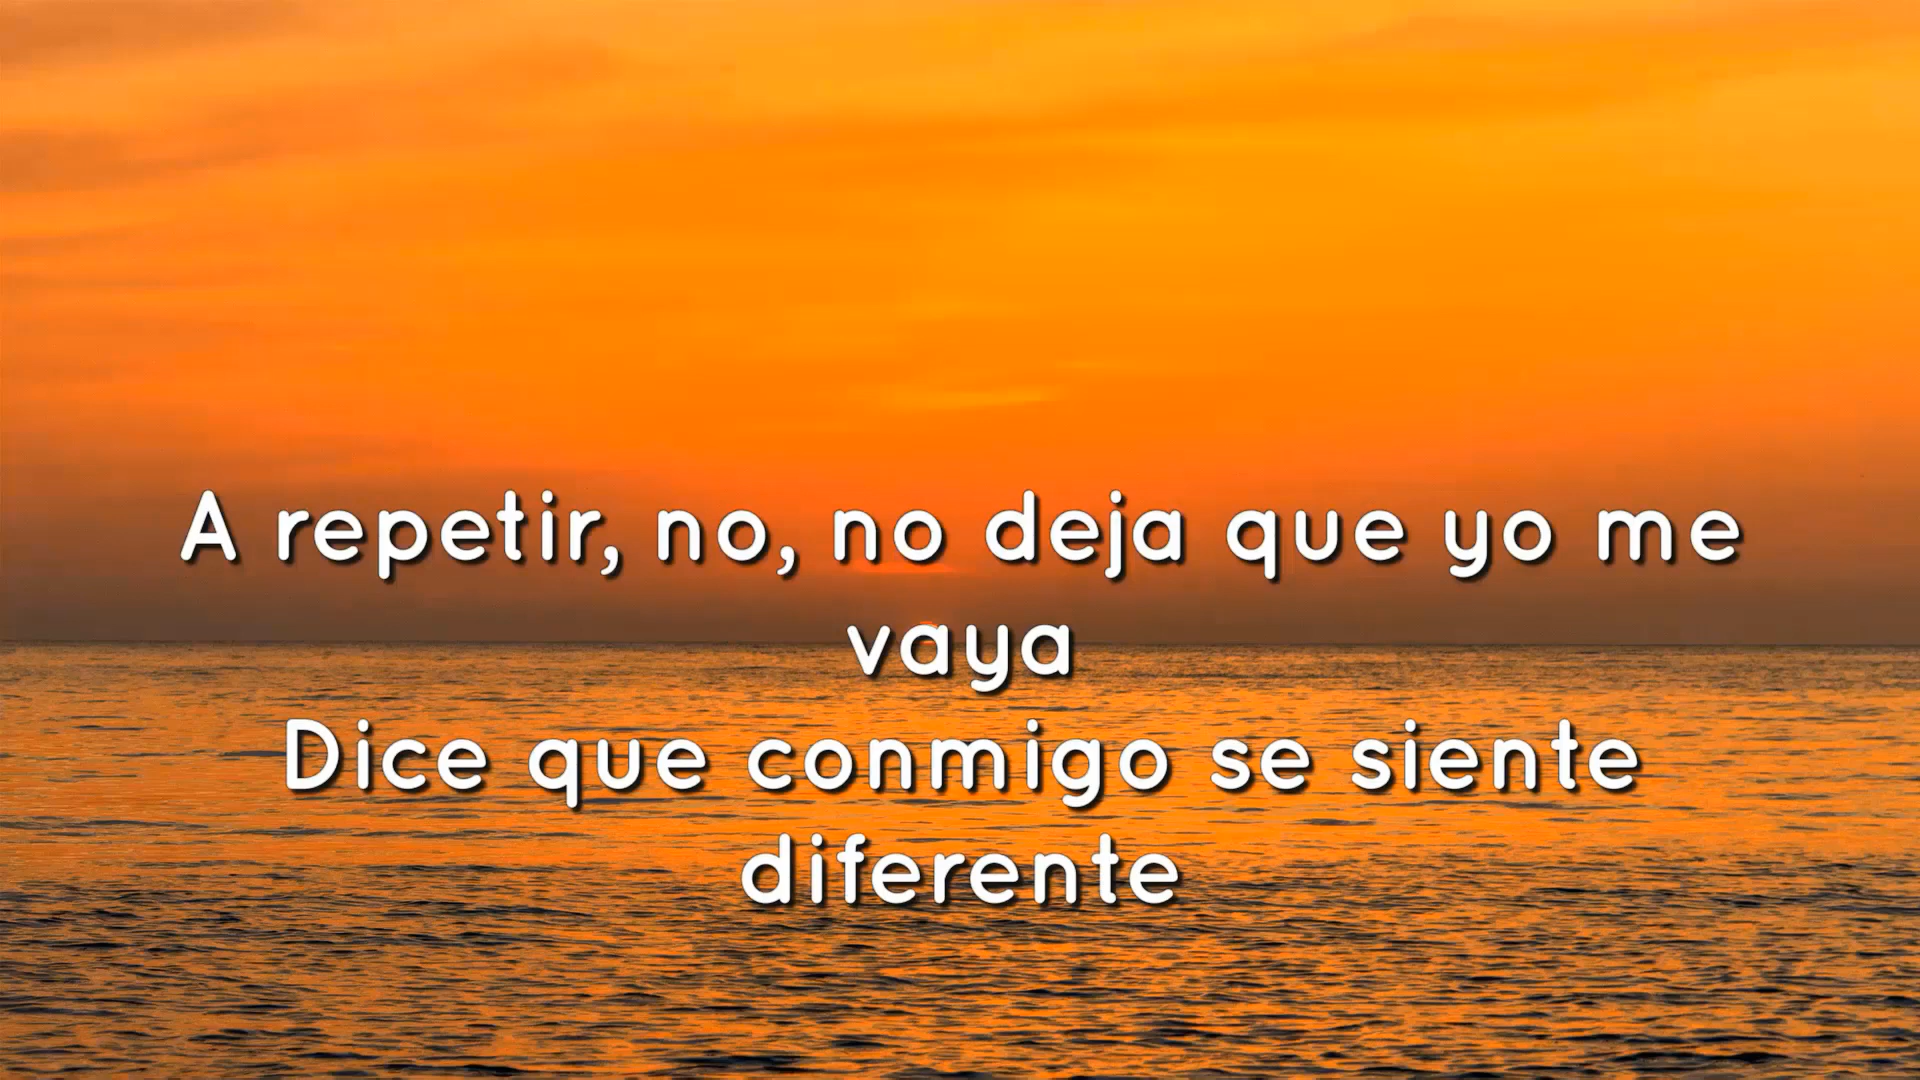 A repetir, no, no deja que yo me
vaya
Dice que conmigo se siente
diferente